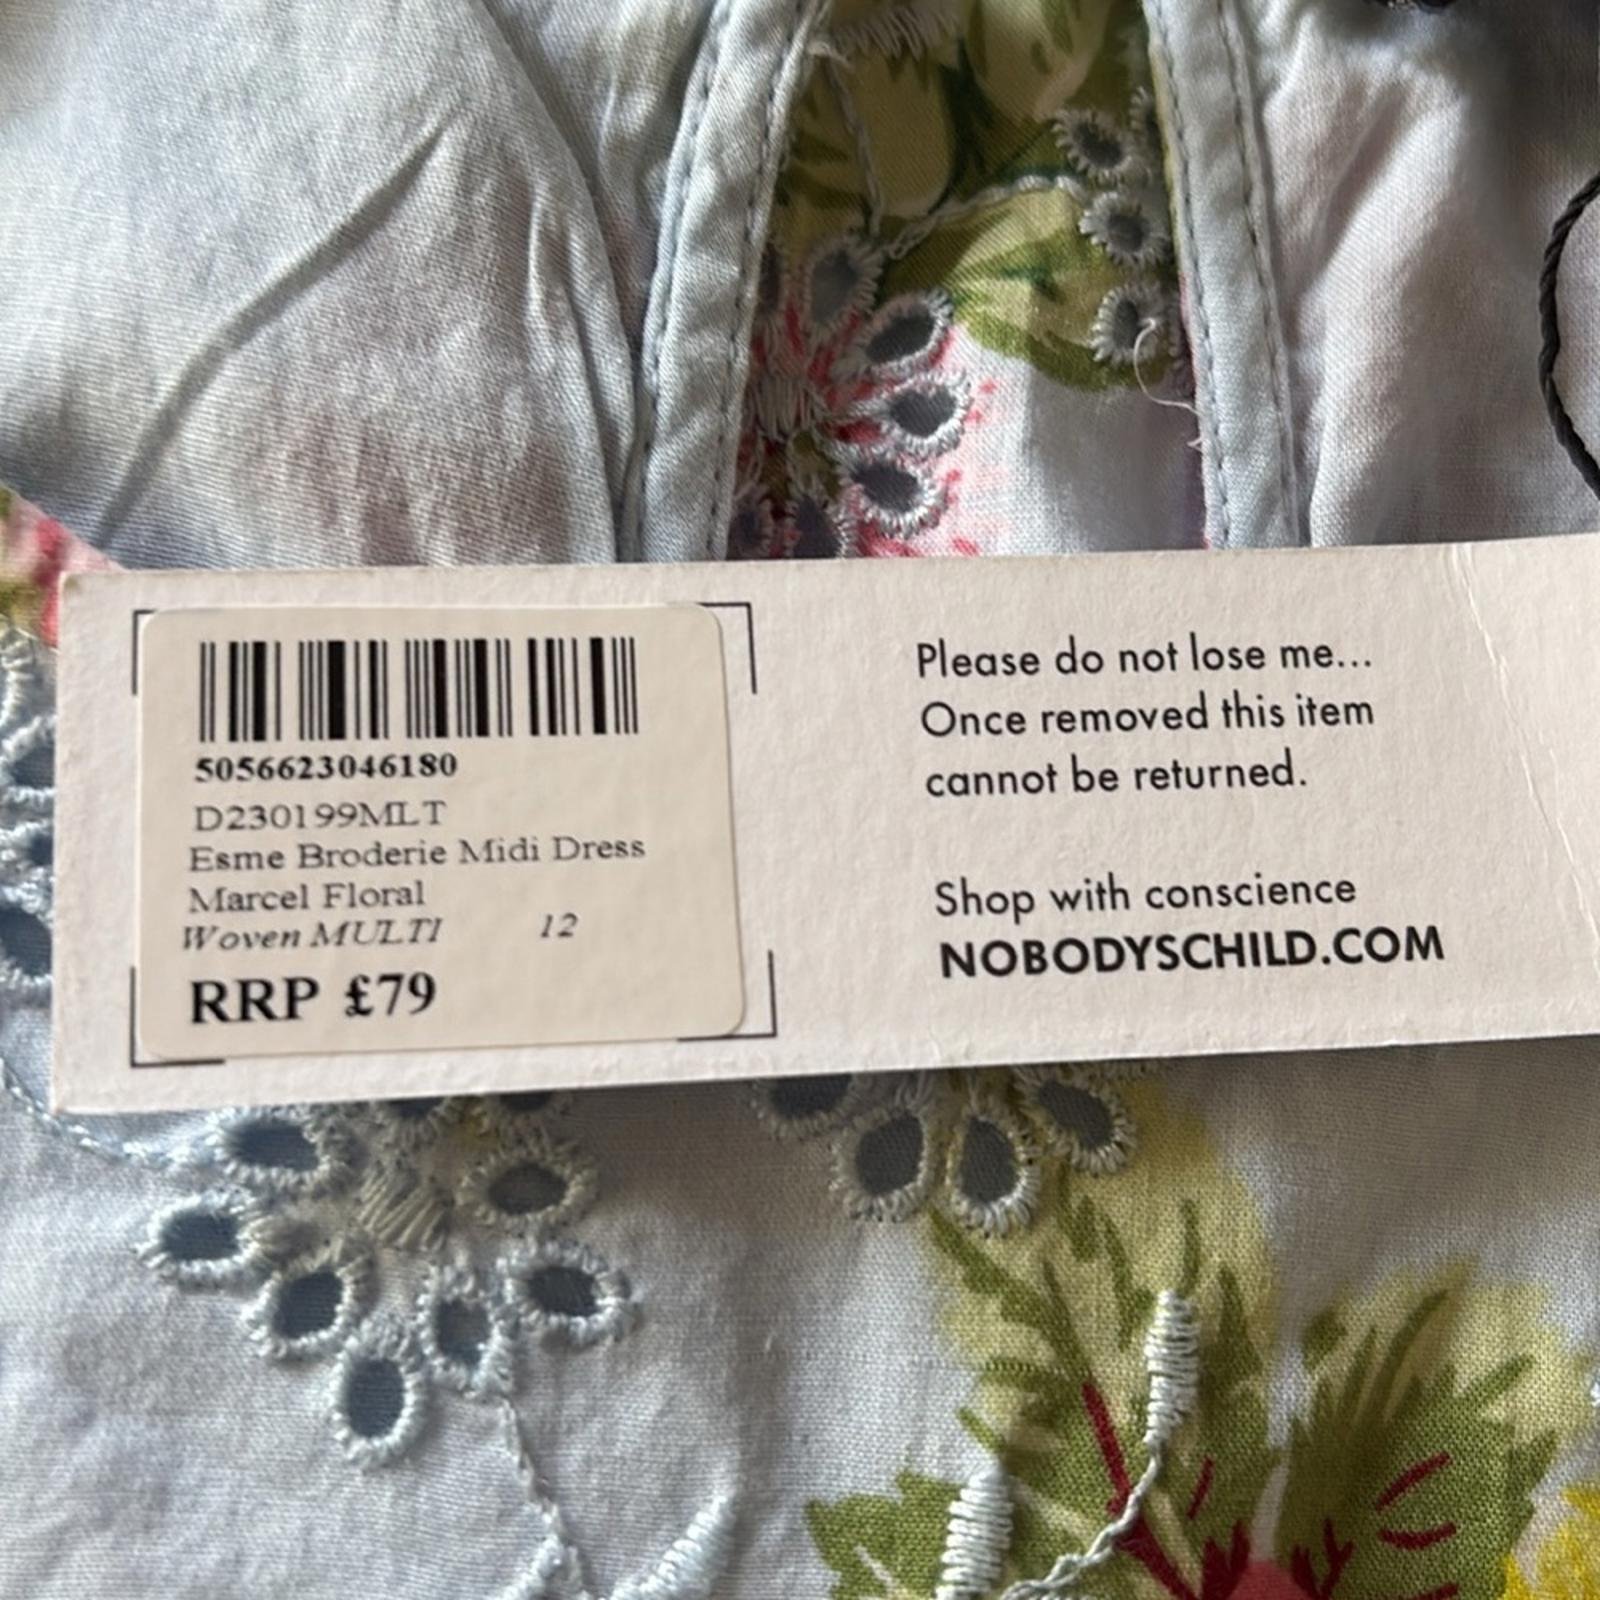 5056623046180
D230199MLT
Esme Broderie Midi Dress
Marcel Floral
Woven MULTI 12
RRP £79
Please do not lose me...
Once removed this item
cannot be returned.
Shop with conscience
NOBODYSCHILD.COM